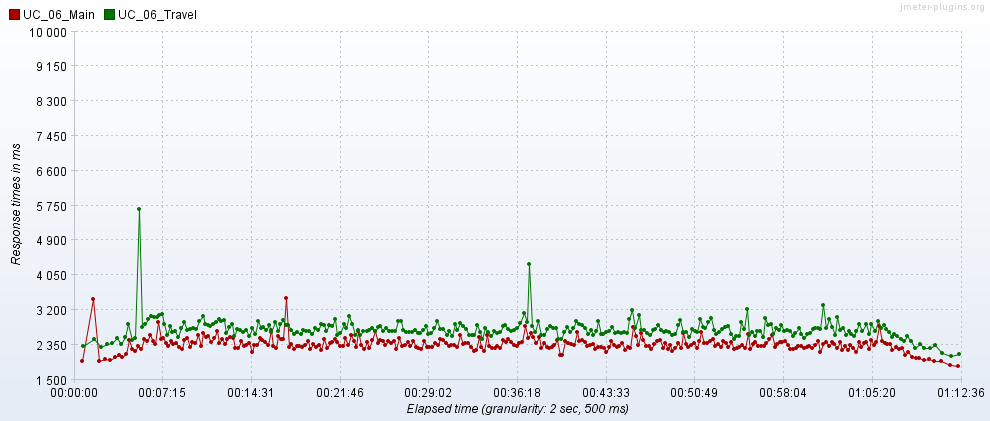 UC_06_Main UC_06_Travel
jmeter-plugins.org
10 000
9 150
8 300
7 450
6 600
5 750
4 900
4 050
3 200
2 350
1 500
Response times in ms
00:00:00 00:07:15 00:14:31 00:21:46 00:29:02 00:36:18 00:43:33 00:50:49 00:58:04 01:05:20 01:12:36
Elapsed time (granularity: 2 sec, 500 ms)